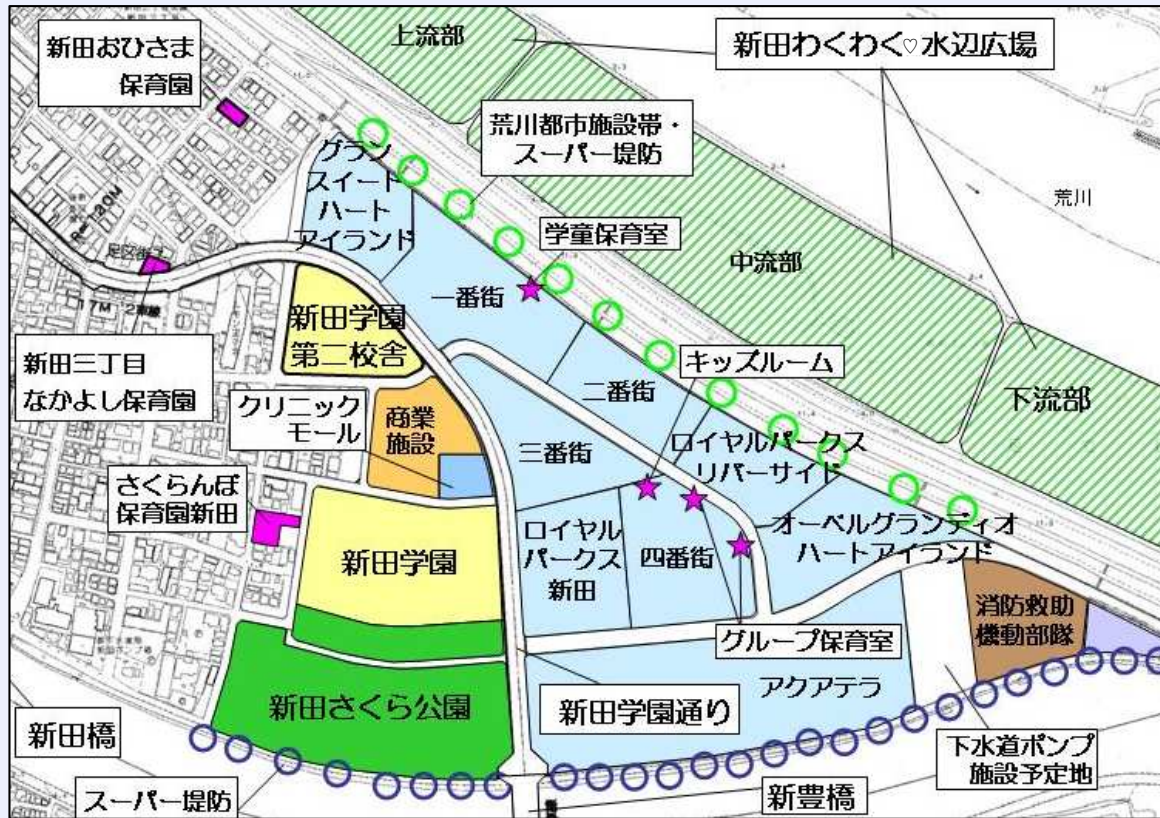 上流部
新田わくわく♡水辺広場
新田おひさま
保育園
荒川都市施設帯・
スーパー堤防
グラン
スイート
ハート
アイランド
学童保育室
荒川
中流部
一番街
新田学園
第二校舎
キッズルーム
新田三丁目
なかよし保育園
二番街
下流部
クリニック
モール
商業
施設
三番街
ロイヤルパークス
リバーサイド
さくらんぼ
保育園新田
ロイヤル
パークス
新田
四番街
オーベルグランディオ
ハートアイランド
新田学園
消防救助
機動部隊
グループ保育室
アクアテラ
新田さくら公園
新田学園通り
新田橋
下水道ポンプ
施設予定地
スーパー堤防
新豊橋
17M 2車線